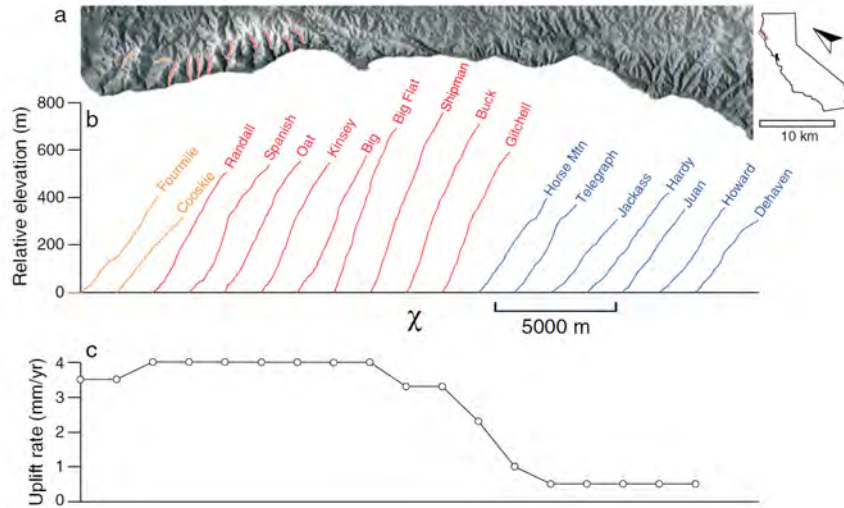 a
10 km
b
Relative elevation (m)
800
600
400
200
0
Fourmile
Cooskie
Randall
Spanish
Oat
Kinsey
Big
Big Flat
Shipman
Buck
Gitchell
Horse Mtn
Telegraph
Jackass
Hardy
Juan
Howard
Dehaven
χ
5000 m
c
Uplift rate (mm/yr)
4
3
2
1
0